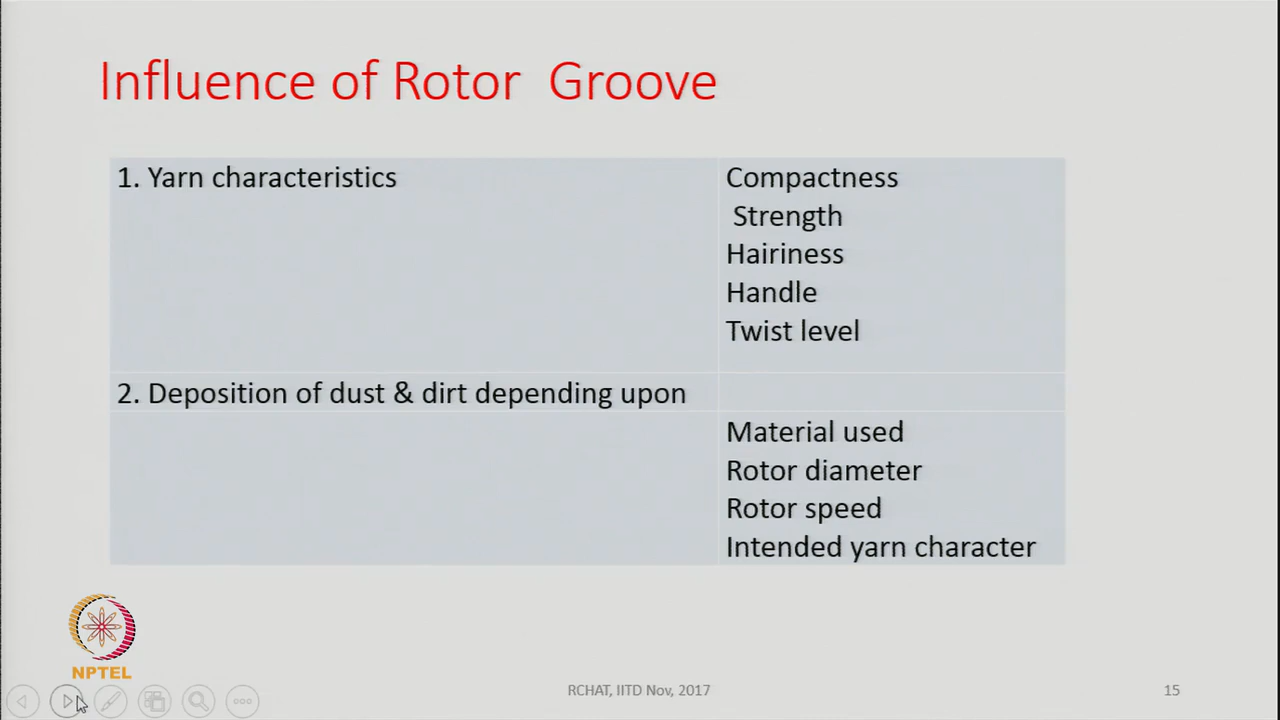 Influence of Rotor Groove
1. Yarn characteristics
Compactness
Strength
Hairiness
Handle
Twist level
2. Deposition of dust & dirt depending upon
Material used
Rotor diameter
Rotor speed
Intended yarn character
NPTEL
RCHAT, IITD Nov, 2017
15